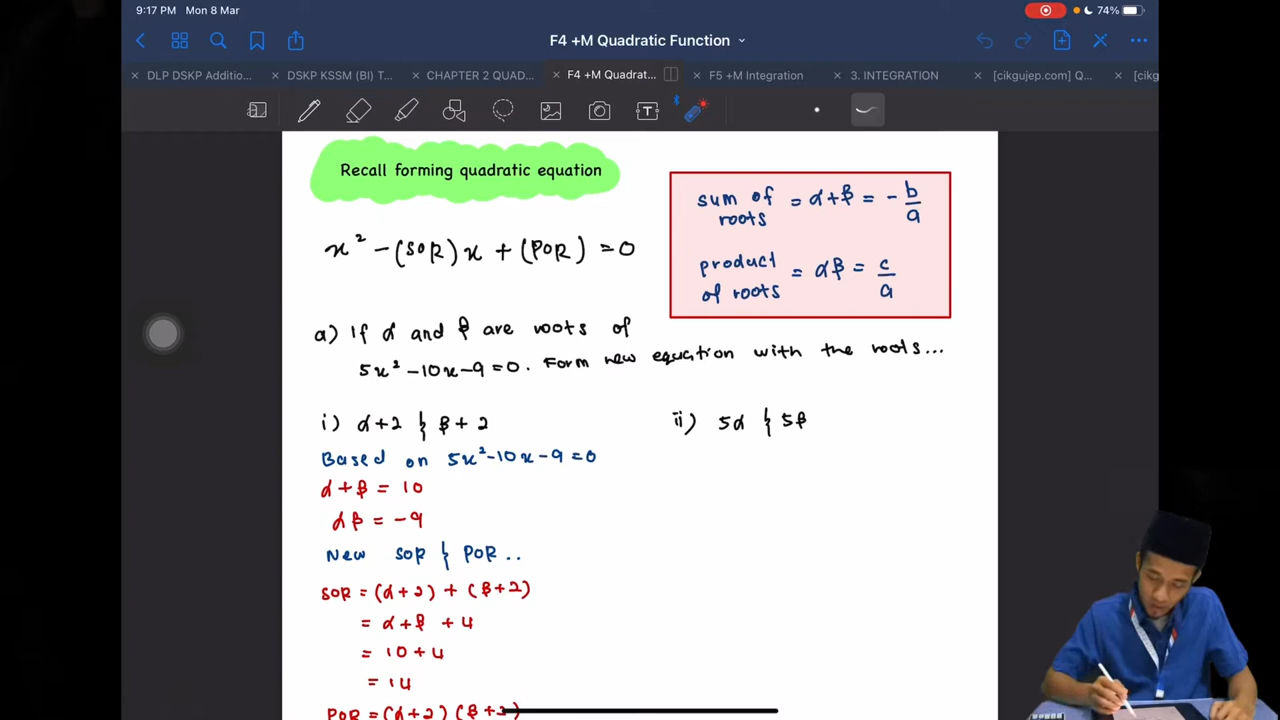 9:17 PM Mon 8 Mar
74%
F4 +M Quadratic Function
DLP DSKP Additio...
DSKP KSSM (BI) T...
CHAPTER 2 QUAD...
F4 +M Quadrat...
F5 +M Integration
3. INTEGRATION
[cikgujep.com] Q...
[cikg
Recall forming quadratic equation
x² - (SOR)x + (POR) = 0
sum of roots = α+β = - b/a
product of roots = αβ = c/a
a) If α and β are roots of
5x² - 10x - 9 = 0. Form new equation with the roots...
i) α+2 & β+2
Based on 5x² - 10x - 9 = 0
α+β = 10
αβ = -9
New SOR & POR..
SOR = (α+2) + (β+2)
= α+β +4
= 10+4
= 14
POR = (α+2)(β+2)
ii) 5α & 5β